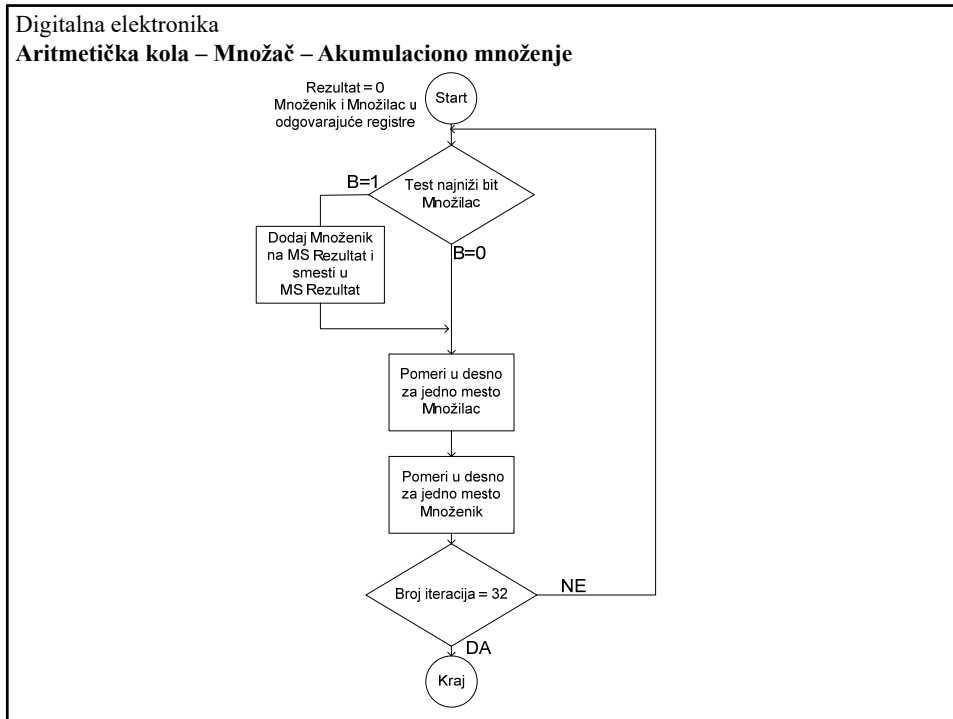 Digitalna elektronika
Aritmetička kola – Množač – Akumulaciono množenje
Rezultat = 0
Množenik i Množilac u
odgovarajuće registre
Start
Test najniži bit
Množilac
B=1
B=0
Dodaj Množenik
na MS Rezultat i
smesti u
MS Rezultat
Pomeri u desno
za jedno mesto
Množilac
Pomeri u desno
za jedno mesto
Množenik
Broj iteracija = 32
NE
DA
Kraj